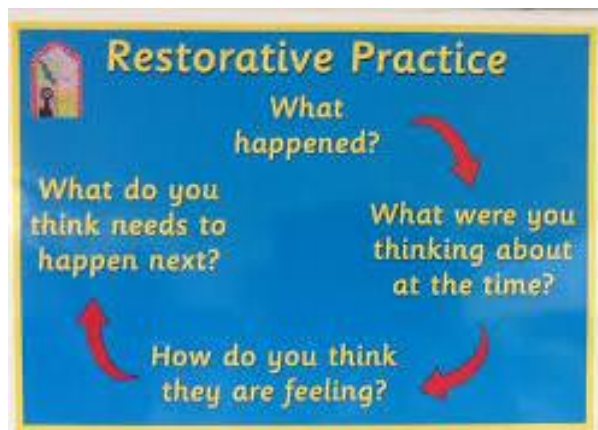 Restorative Practice
What
happened?
What were you
thinking about
at the time?
How do you think
they are feeling?
What do you
think needs to
happen next?